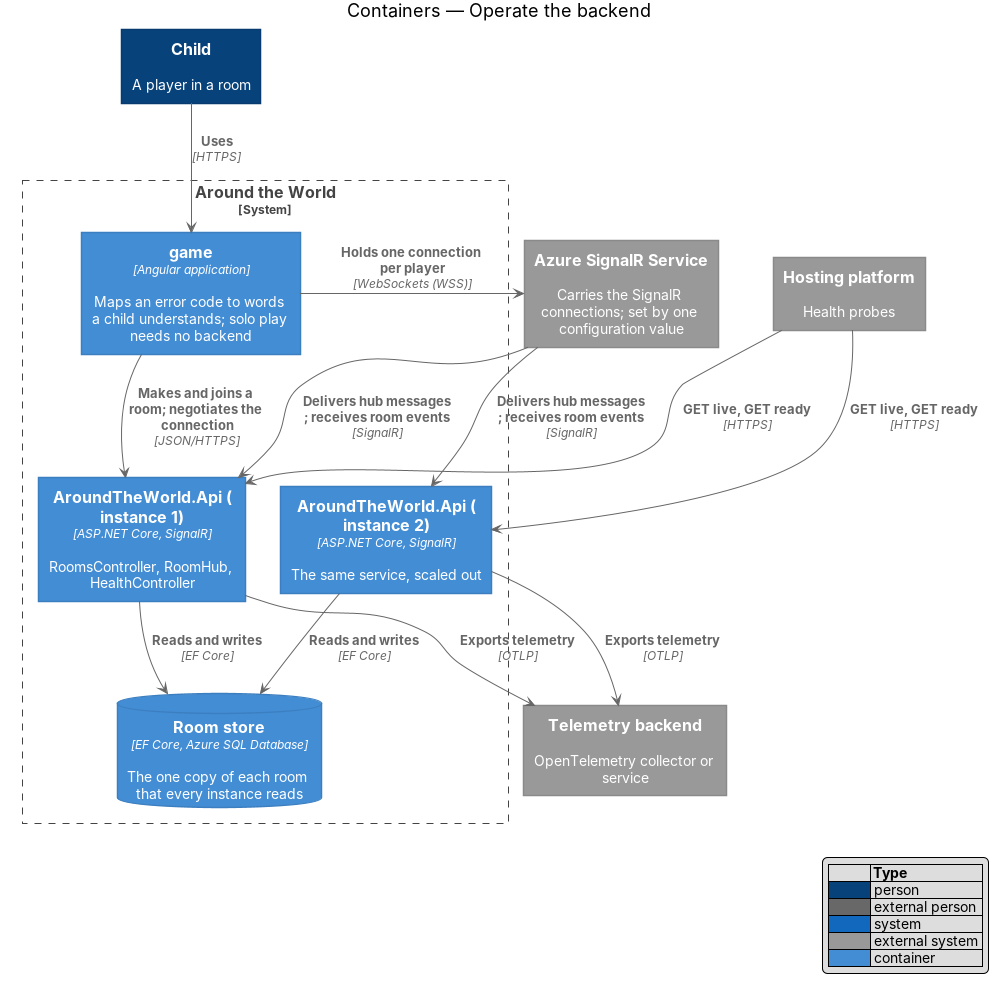 Containers — Operate the backend
Child
A player in a room
Uses
[HTTPS]
Around the World
[System]
game
[Angular application]
Maps an error code to words
a child understands; solo play
needs no backend
Holds one connection
per player
[WebSockets (WSS)]
Azure SignalR Service
Carries the SignalR
connections; set by one
configuration value
Hosting platform
Health probes
Makes and joins a
room; negotiates the
connection
[JSON/HTTPS]
Delivers hub messages
; receives room events
[SignalR]
Delivers hub messages
; receives room events
[SignalR]
GET live, GET ready
[HTTPS]
GET live, GET ready
[HTTPS]
AroundTheWorld.Api (
instance 1)
[ASP.NET Core, SignalR]
RoomsController, RoomHub,
HealthController
AroundTheWorld.Api (
instance 2)
[ASP.NET Core, SignalR]
The same service, scaled out
Reads and writes
[EF Core]
Reads and writes
[EF Core]
Exports telemetry
[OTLP]
Exports telemetry
[OTLP]
Room store
[EF Core, Azure SQL Database]
The one copy of each room
that every instance reads
Telemetry backend
OpenTelemetry collector or
service
Type
person
external person
system
external system
container